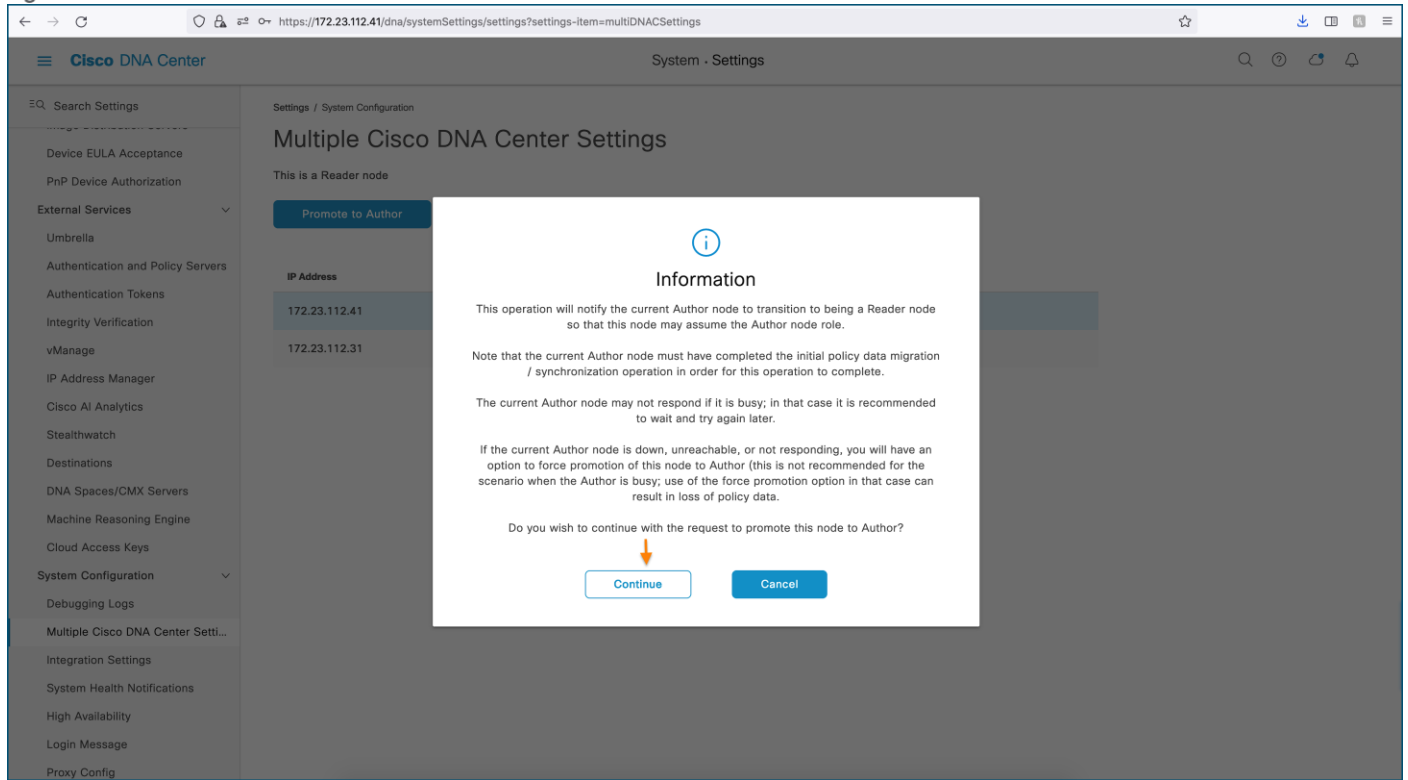 https://172.23.112.41/dna/systemSettings/settings?settings-item=multiDNACSettings
Cisco DNA Center
System · Settings
Search Settings
Device EULA Acceptance
PnP Device Authorization
External Services
Umbrella
Authentication and Policy Servers
Authentication Tokens
Integrity Verification
vManage
IP Address Manager
Cisco AI Analytics
Stealthwatch
Destinations
DNA Spaces/CMX Servers
Machine Reasoning Engine
Cloud Access Keys
System Configuration
Debugging Logs
Multiple Cisco DNA Center Setti...
Integration Settings
System Health Notifications
High Availability
Login Message
Proxy Config
Settings / System Configuration
Multiple Cisco DNA Center Settings
This is a Reader node
Promote to Author
IP Address
172.23.112.41
172.23.112.31
Information
This operation will notify the current Author node to transition to being a Reader node
so that this node may assume the Author node role.
Note that the current Author node must have completed the initial policy data migration
/ synchronization operation in order for this operation to complete.
The current Author node may not respond if it is busy; in that case it is recommended
to wait and try again later.
If the current Author node is down, unreachable, or not responding, you will have an
option to force promotion of this node to Author (this is not recommended for the
scenario when the Author is busy; use of the force promotion option in that case can
result in loss of policy data.
Do you wish to continue with the request to promote this node to Author?
Continue
Cancel